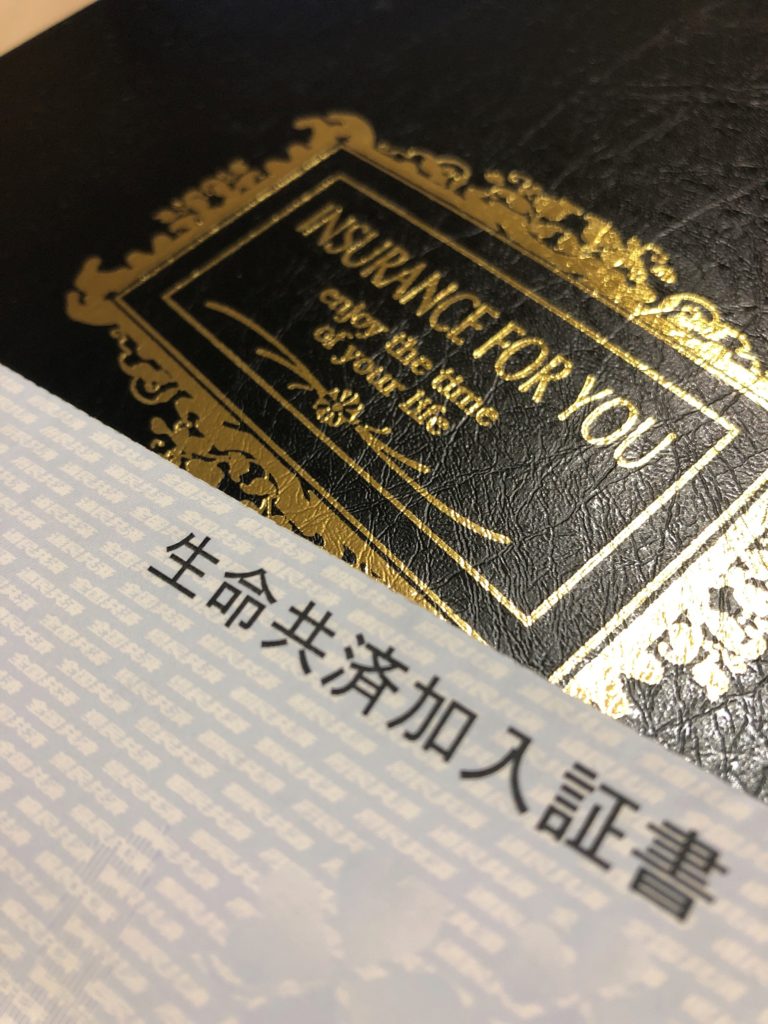 INSURANCE FOR YOU
enjoy the time
of your life
生命共済加入証書